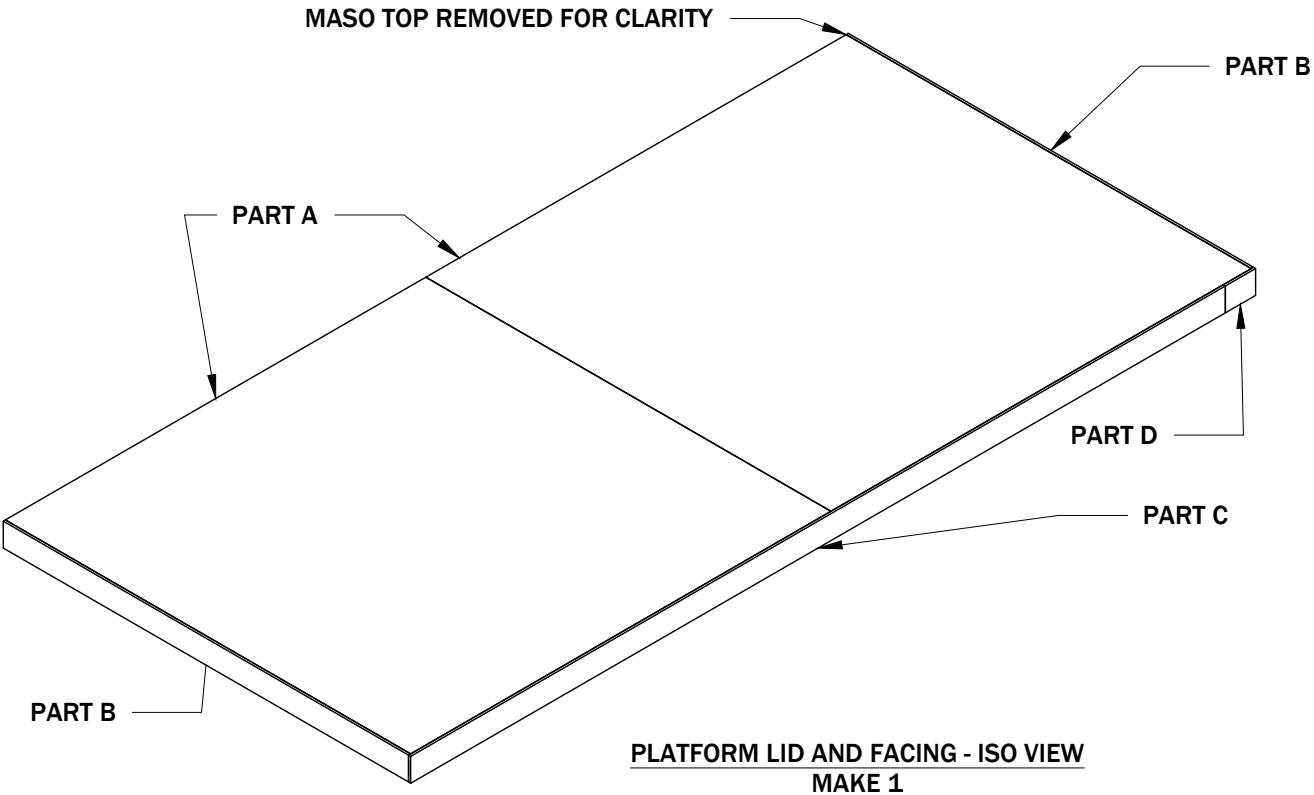 MASO TOP REMOVED FOR CLARITY
PART B
PART A
PART D
PART C
PART B
PLATFORM LID AND FACING - ISO VIEW
MAKE 1